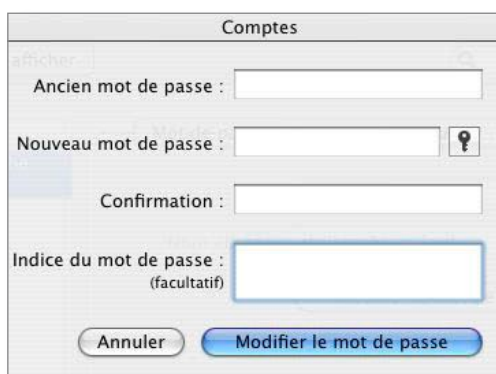 Comptes
afficher
Ancien mot de passe :
Nouveau mot de passe :
Confirmation :
Indice du mot de passe :
(facultatif)
Annuler
Modifier le mot de passe